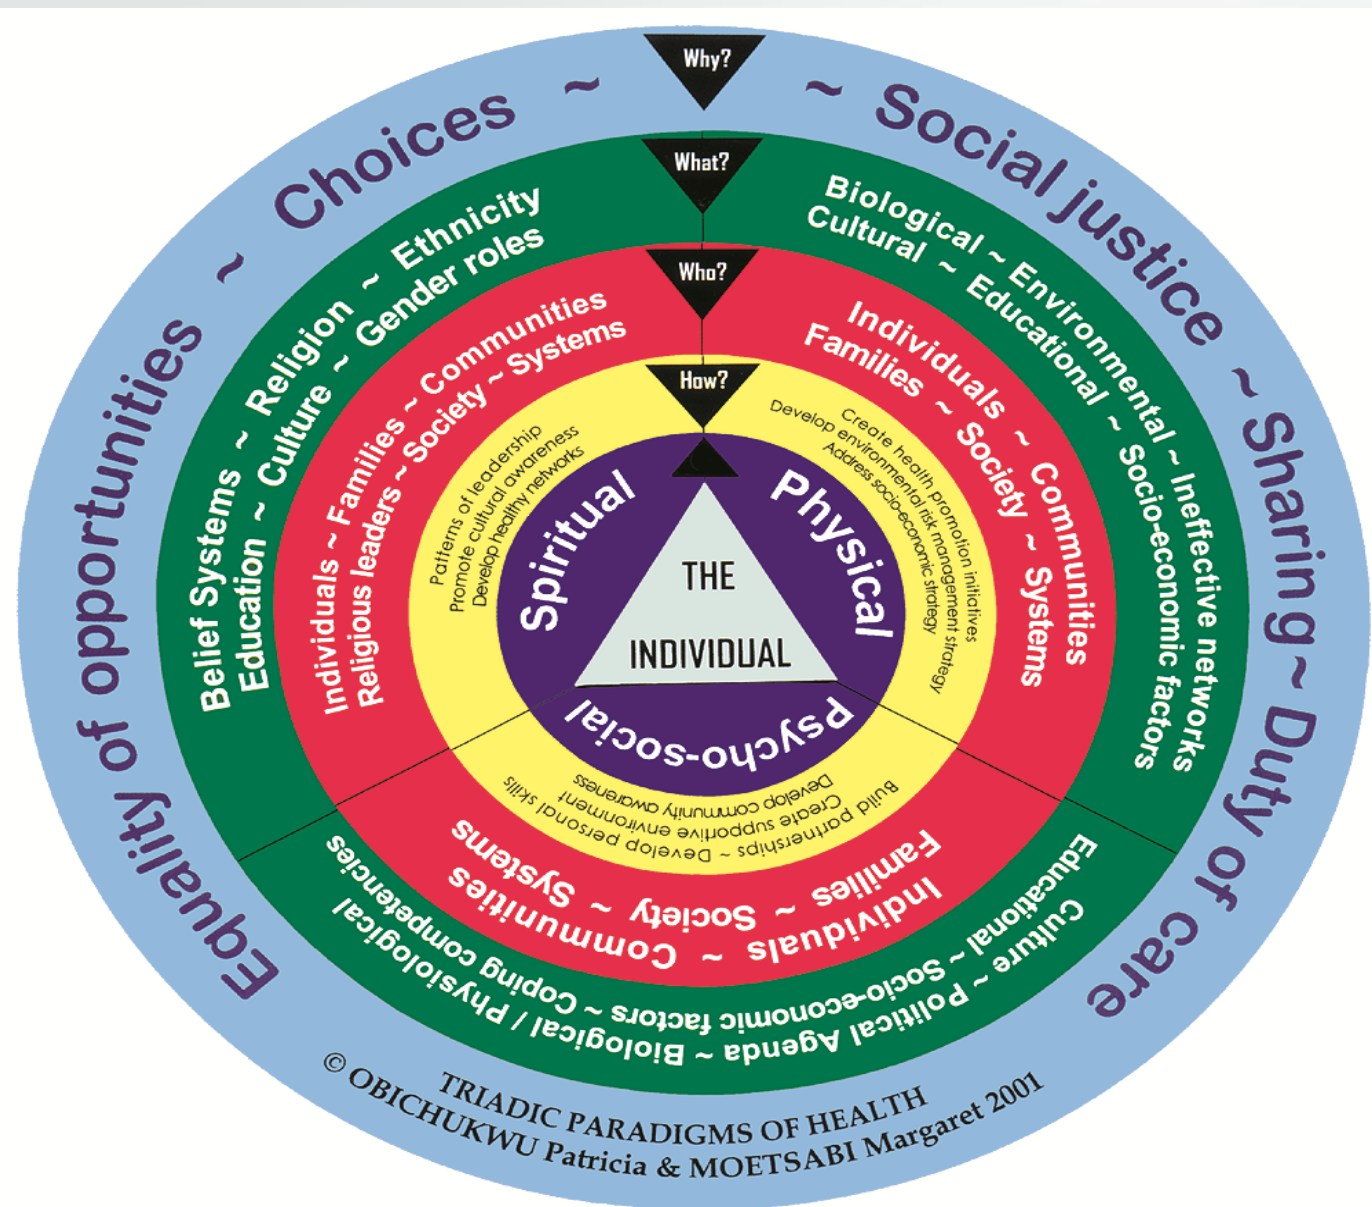 Why?
Equality of opportunities ~ Choices ~ ~ Social justice ~ Sharing ~ Duty of care
What?
Belief Systems ~ Religion ~ Ethnicity
Education ~ Culture ~ Gender roles
Biological ~ Environmental ~ Ineffective networks
Cultural ~ Educational ~ Socio-economic factors
Educational ~ Socio-economic factors ~ Coping competencies
Culture ~ Political Agenda ~ Biological / Physiological
Who?
Individuals ~ Families ~ Communities
Religious leaders ~ Society ~ Systems
Individuals ~ Communities
Families ~ Society ~ Systems
Families ~ Society ~ Systems
Individuals ~ Communities
How?
Patterns of leadership
Promote cultural awareness
Develop healthy networks
Create health promotion initiatives
Develop environmental risk management strategy
Address socio-economic strategy
Develop community awareness
Create supportive environment
Build partnerships ~ Develop personal skills
Spiritual
Physical
Psycho-social
THE
INDIVIDUAL
TRIADIC PARADIGMS OF HEALTH
© OBICHUKWU Patricia & MOETSABI Margaret 2001